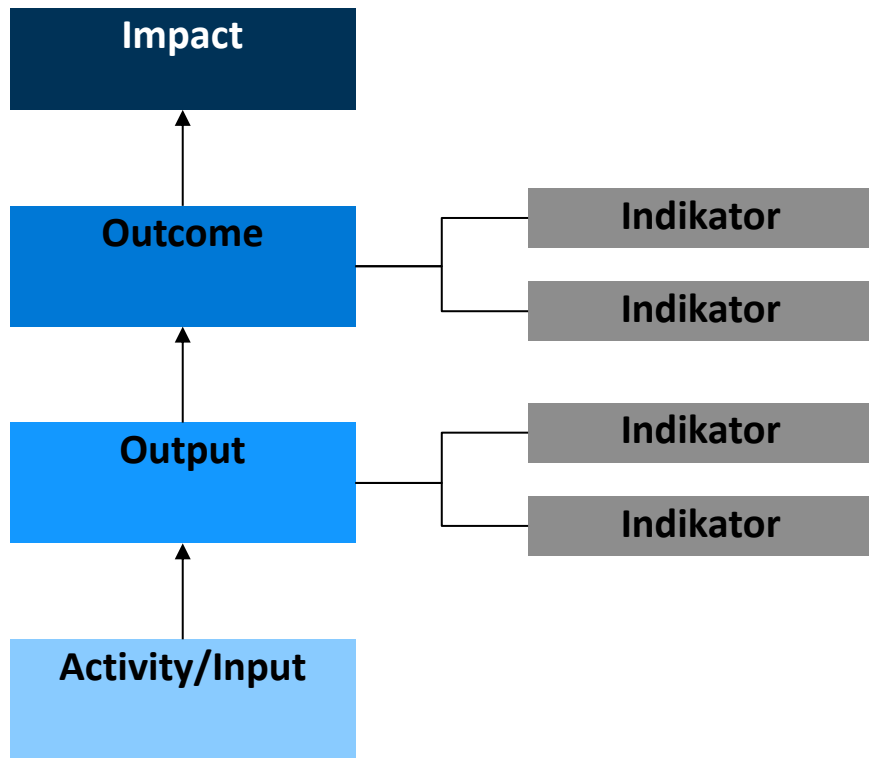 Impact
Outcome
Indikator
Indikator
Output
Indikator
Indikator
Activity/Input